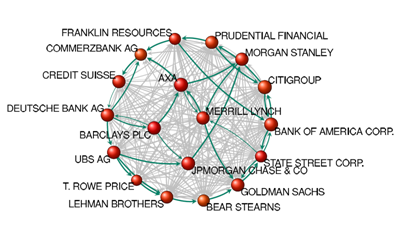 FRANKLIN RESOURCES
PRUDENTIAL FINANCIAL
COMMERZBANK AG
MORGAN STANLEY
CREDIT SUISSE
AXA
CITIGROUP
DEUTSCHE BANK AG
MERRILL LYNCH
BARCLAYS PLC
BANK OF AMERICA CORP.
UBS AG
JPMORGAN CHASE & CO
STATE STREET CORP.
T. ROWE PRICE
GOLDMAN SACHS
LEHMAN BROTHERS
BEAR STEARNS